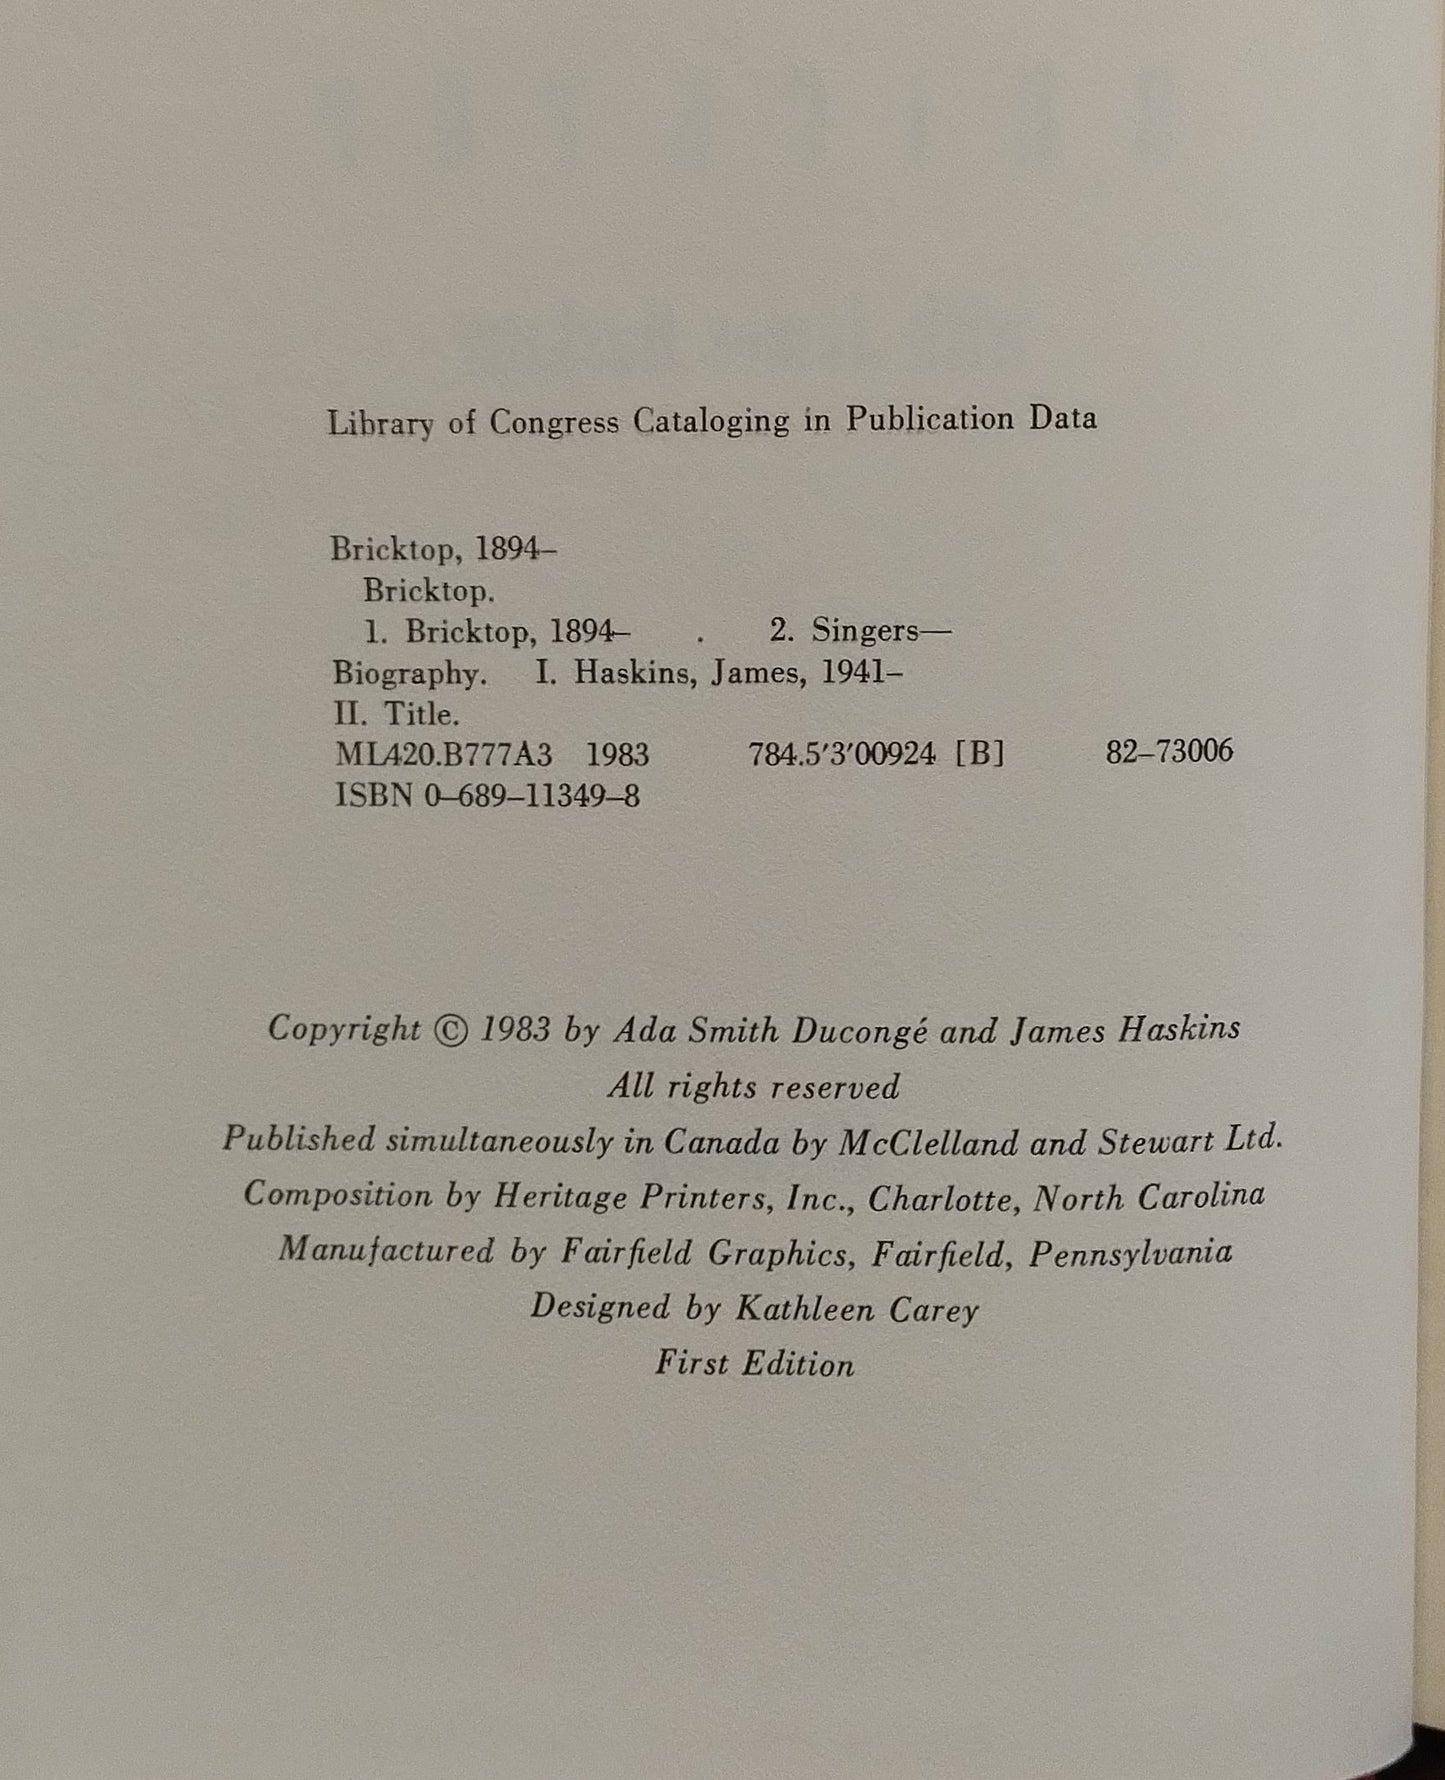 Library of Congress Cataloging in Publication Data
Bricktop, 1894–
Bricktop.
1. Bricktop, 1894– . 2. Singers—
Biography. I. Haskins, James, 1941–
II. Title.
ML420.B777A3 1983 784.5′3′00924 [B] 82–73006
ISBN 0–689–11349–8
Copyright © 1983 by Ada Smith Ducongé and James Haskins
All rights reserved
Published simultaneously in Canada by McClelland and Stewart Ltd.
Composition by Heritage Printers, Inc., Charlotte, North Carolina
Manufactured by Fairfield Graphics, Fairfield, Pennsylvania
Designed by Kathleen Carey
First Edition